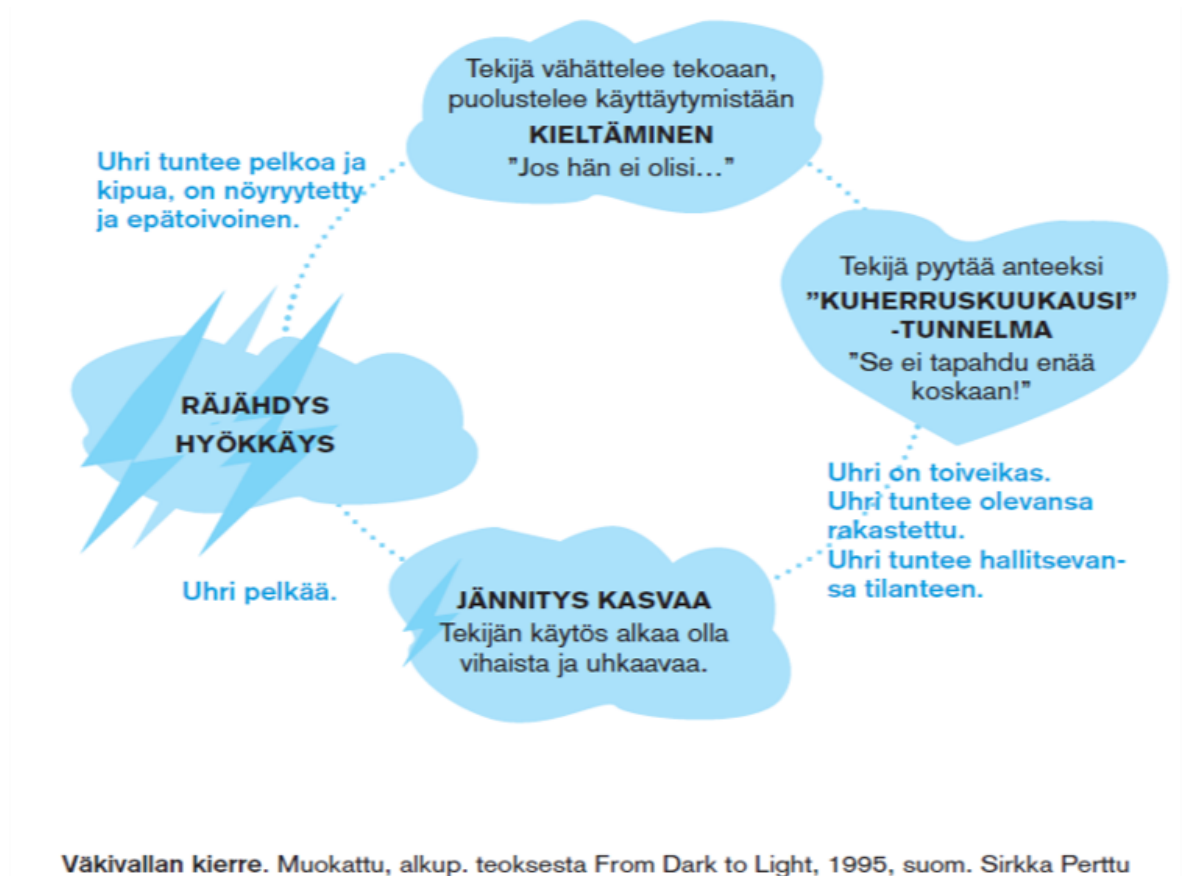 Tekijä vähättelee tekoaan,
puolustelee käyttäytymistään
KIELTÄMINEN
”Jos hän ei olisi…”
Uhri tuntee pelkoa ja
kipua, on nöyryytetty
ja epätoivoinen.
Tekijä pyytää anteeksi
”KUHERRUSKUUKAUSI”
-TUNNELMA
”Se ei tapahdu enää
koskaan!”
RÄJÄHDYS
HYÖKKÄYS
Uhri on toiveikas.
Uhri tuntee olevansa
rakastettu.
Uhri tuntee hallitsevan-
sa tilanteen.
Uhri pelkää.
JÄNNITYS KASVAA
Tekijän käytös alkaa olla
vihaista ja uhkaavaa.
Väkivallan kierre. Muokattu, alkup. teoksesta From Dark to Light, 1995, suom. Sirkka Perttu